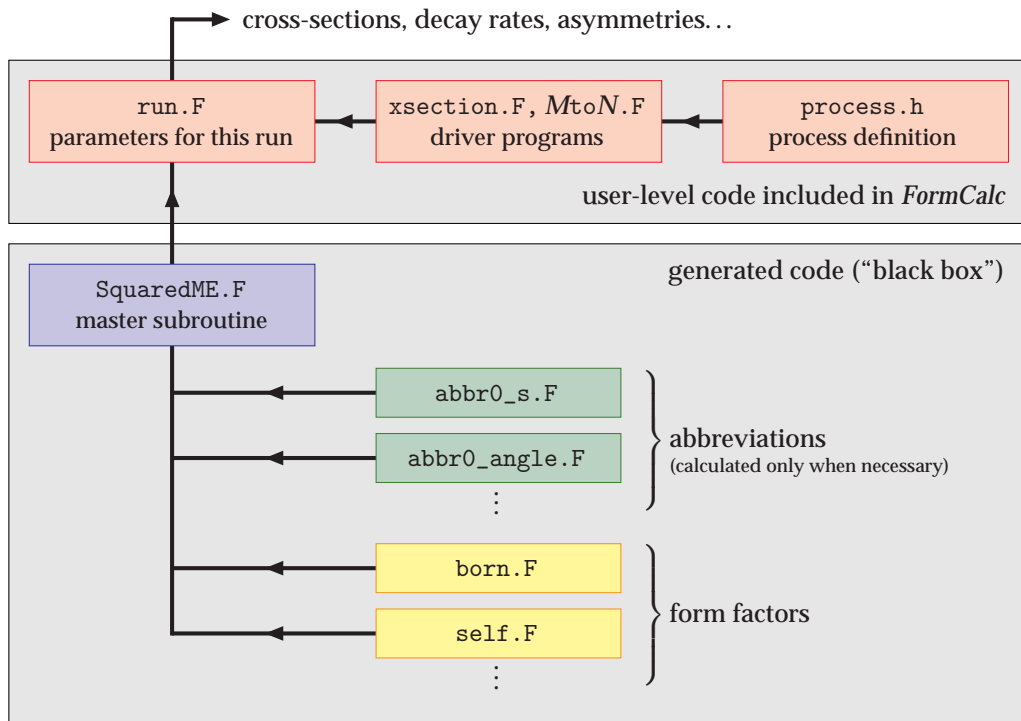 cross-sections, decay rates, asymmetries…
run.F
parameters for this run
xsection.F, MtoN.F
driver programs
process.h
process definition
user-level code included in FormCalc
generated code (“black box”)
SquaredME.F
master subroutine
abbr0_s.F
abbr0_angle.F
⋮
abbreviations
(calculated only when necessary)
born.F
self.F
⋮
form factors